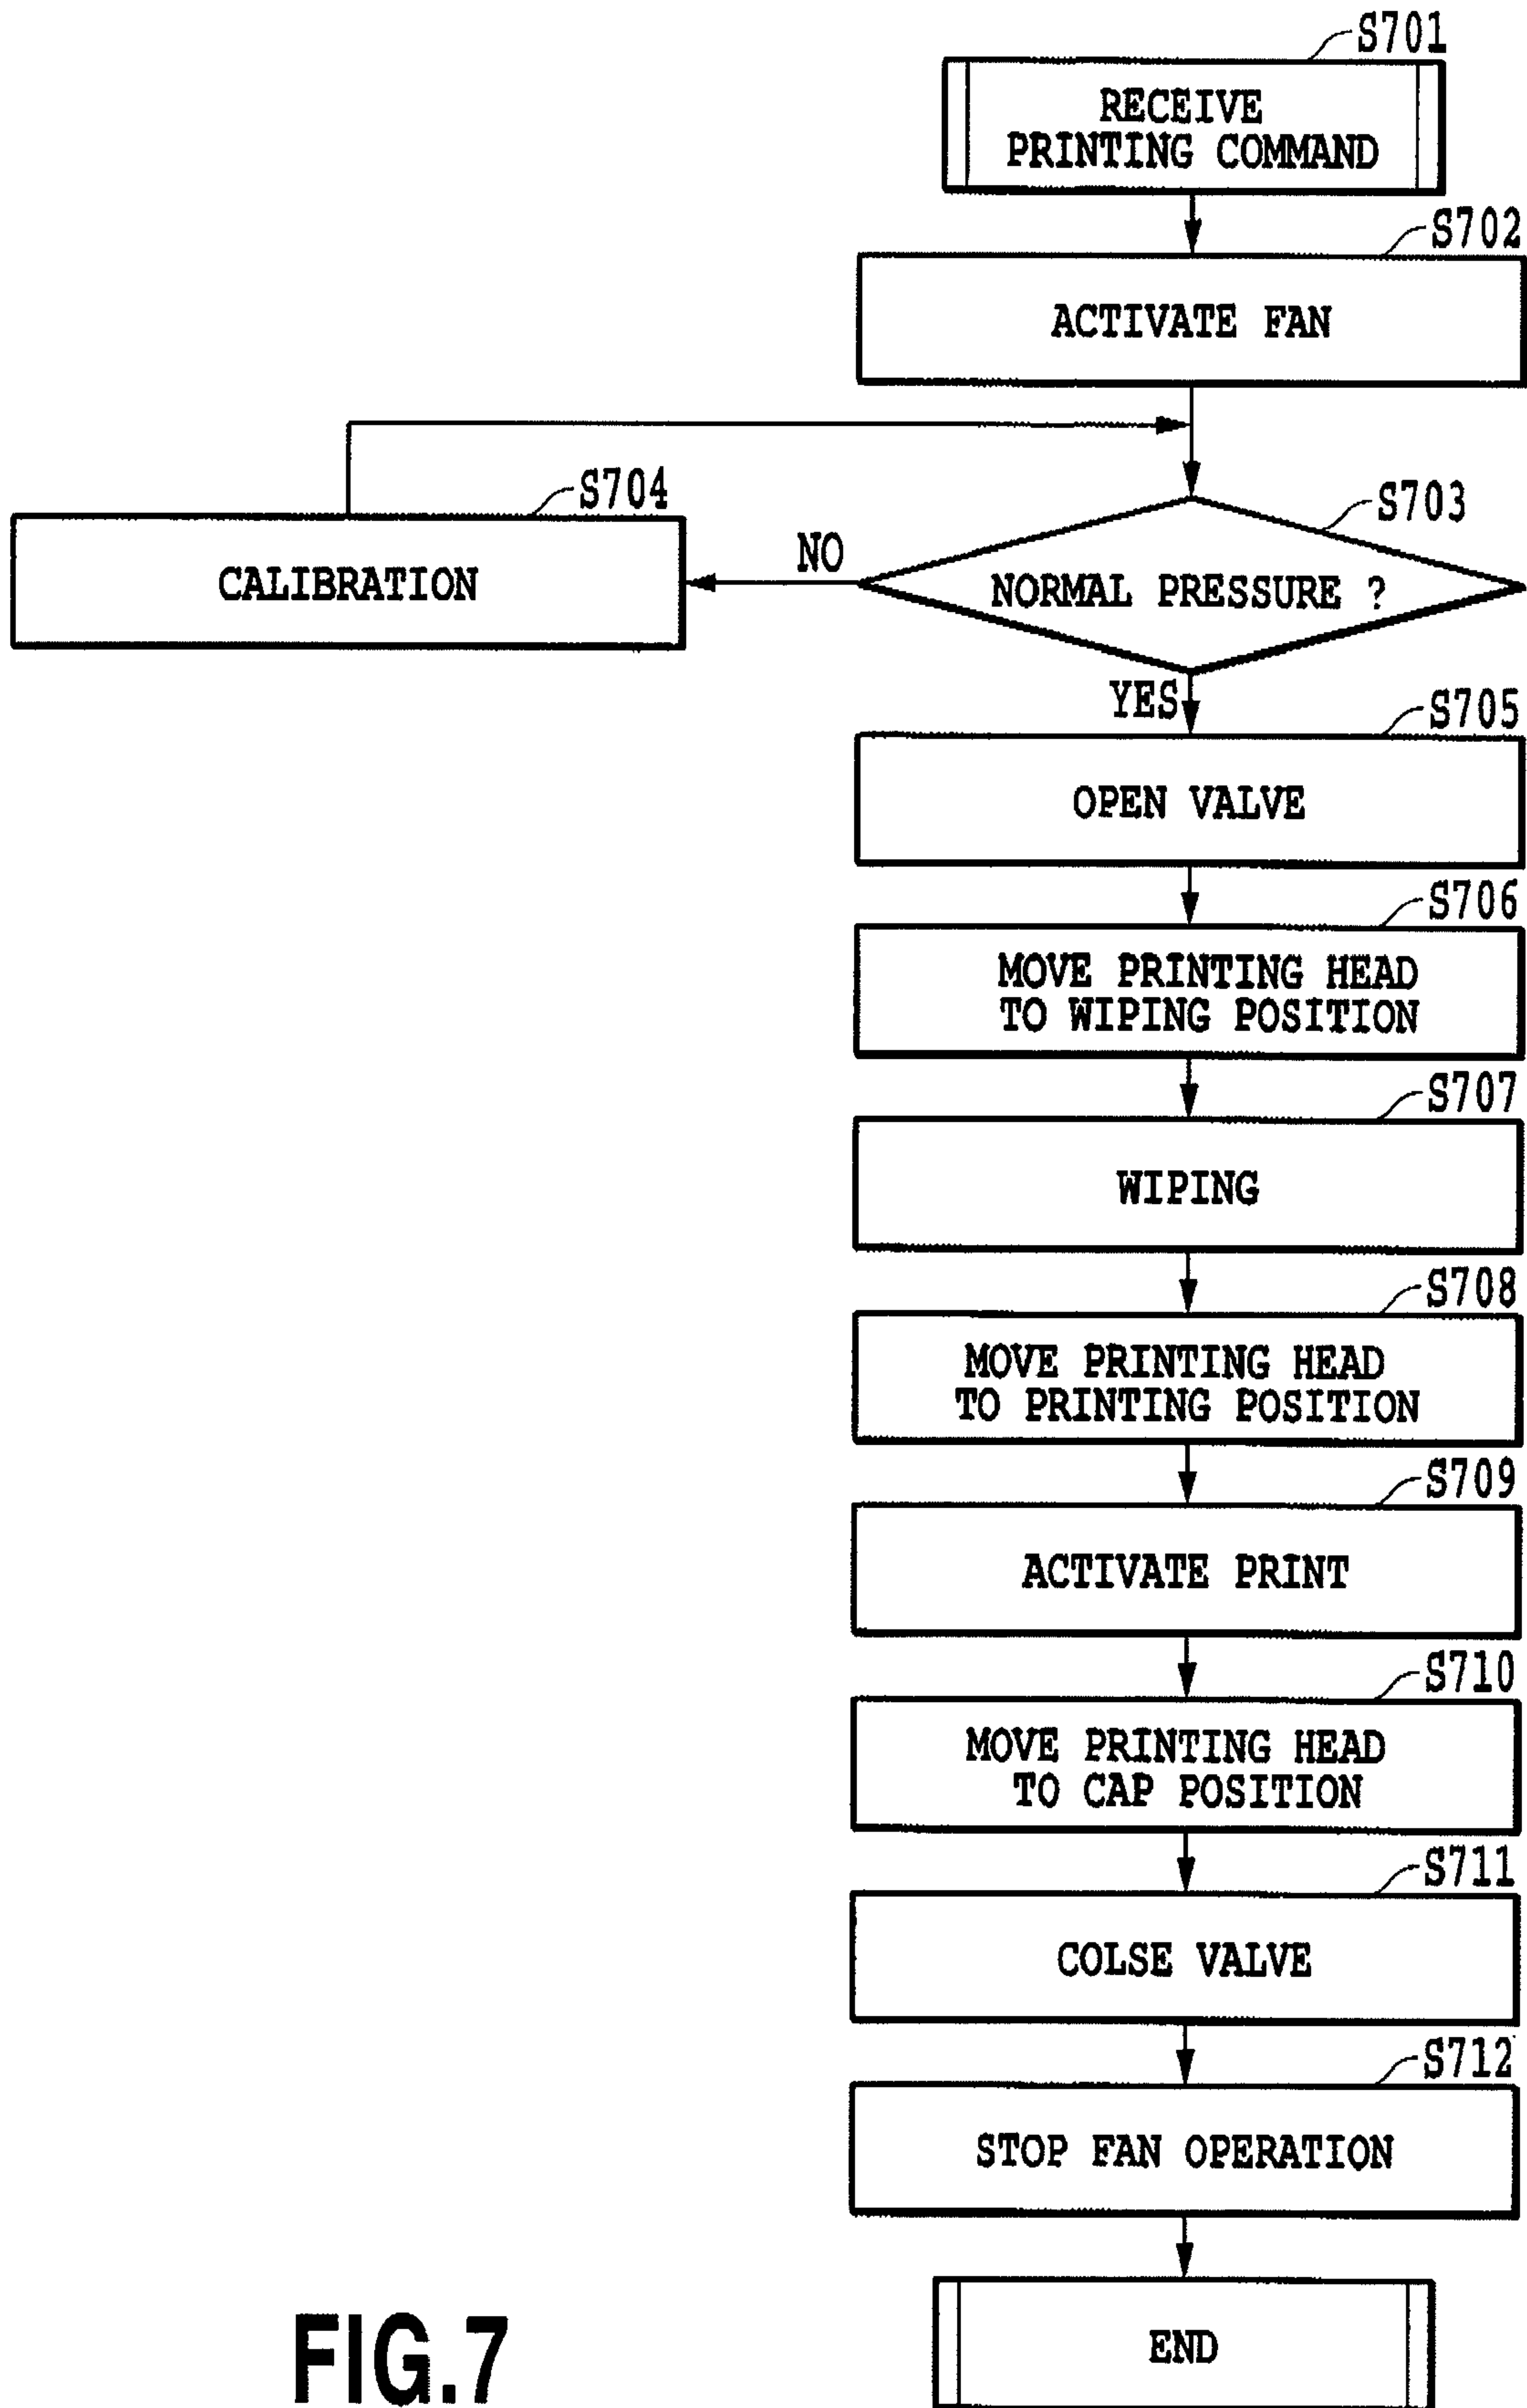 S701
RECEIVE
PRINTING COMMAND
S702
ACTIVATE FAN
S704
CALIBRATION
NO
S703
NORMAL PRESSURE ?
YES
S705
OPEN VALVE
S706
MOVE PRINTING HEAD
TO WIPING POSITION
S707
WIPING
S708
MOVE PRINTING HEAD
TO PRINTING POSITION
S709
ACTIVATE PRINT
S710
MOVE PRINTING HEAD
TO CAP POSITION
S711
COLSE VALVE
S712
STOP FAN OPERATION
END
FIG.7